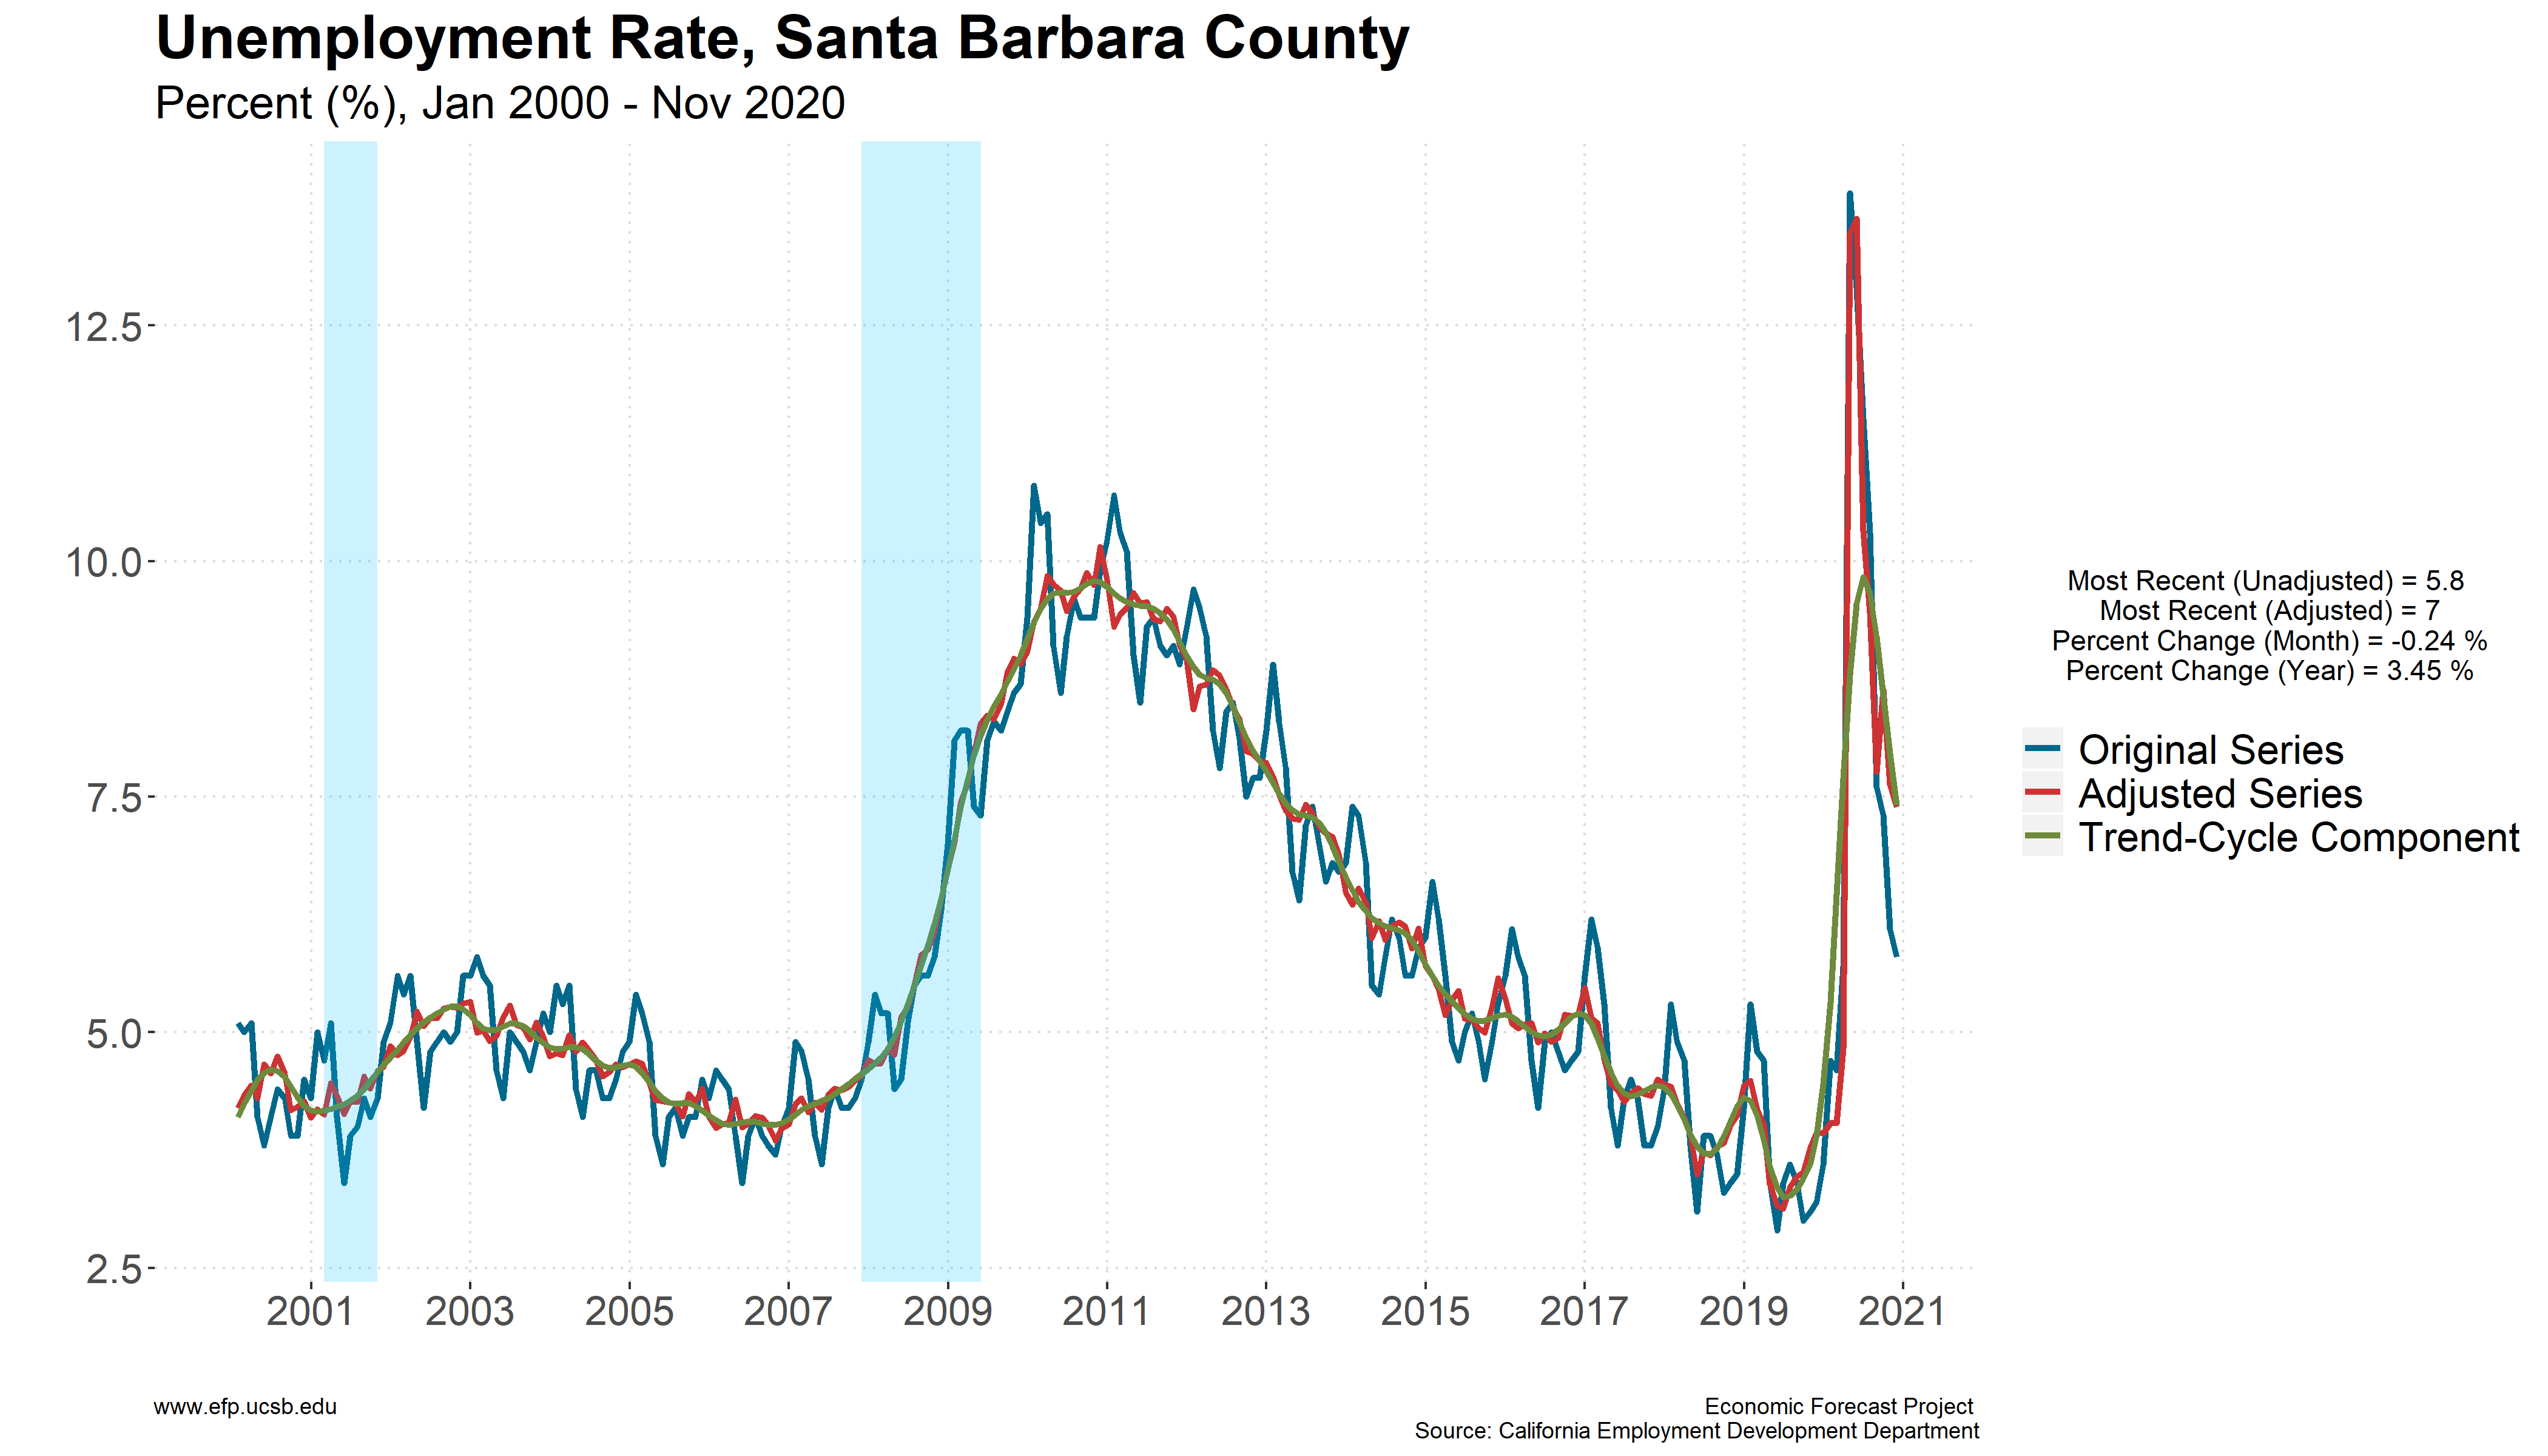 Unemployment Rate, Santa Barbara County
Percent (%), Jan 2000 - Nov 2020
12.5
10.0
7.5
5.0
2.5
2001 2003 2005 2007 2009 2011 2013 2015 2017 2019 2021
Most Recent (Unadjusted) = 5.8
Most Recent (Adjusted) = 7
Percent Change (Month) = -0.24 %
Percent Change (Year) = 3.45 %
Original Series
Adjusted Series
Trend-Cycle Component
www.efp.ucsb.edu
Economic Forecast Project
Source: California Employment Development Department